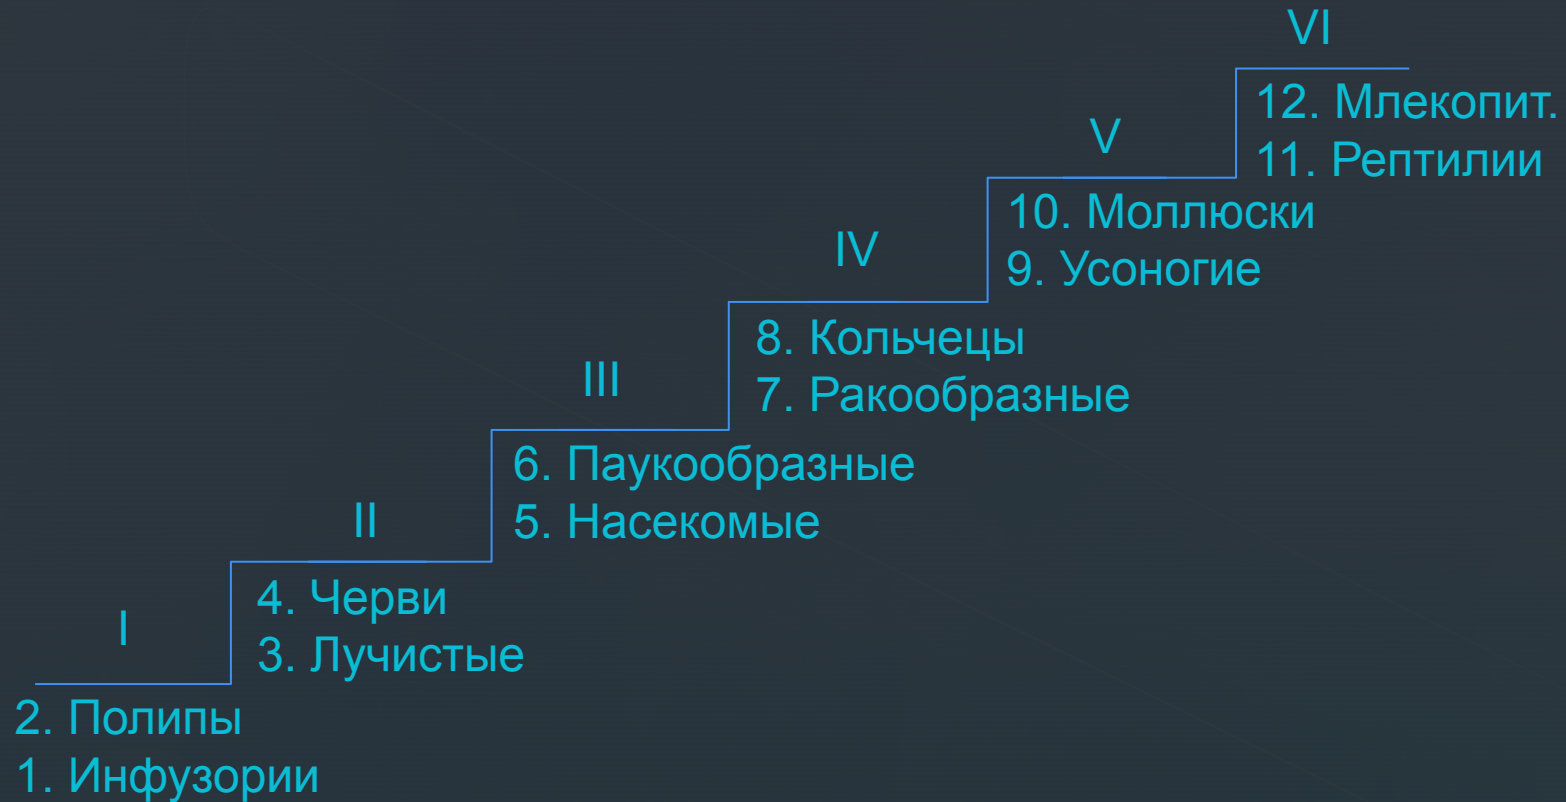 VI
12. Млекопит.
11. Рептилии
V
10. Моллюски
9. Усоногие
IV
8. Кольчецы
7. Ракообразные
III
6. Паукообразные
5. Насекомые
II
4. Черви
3. Лучистые
I
2. Полипы
1. Инфузории